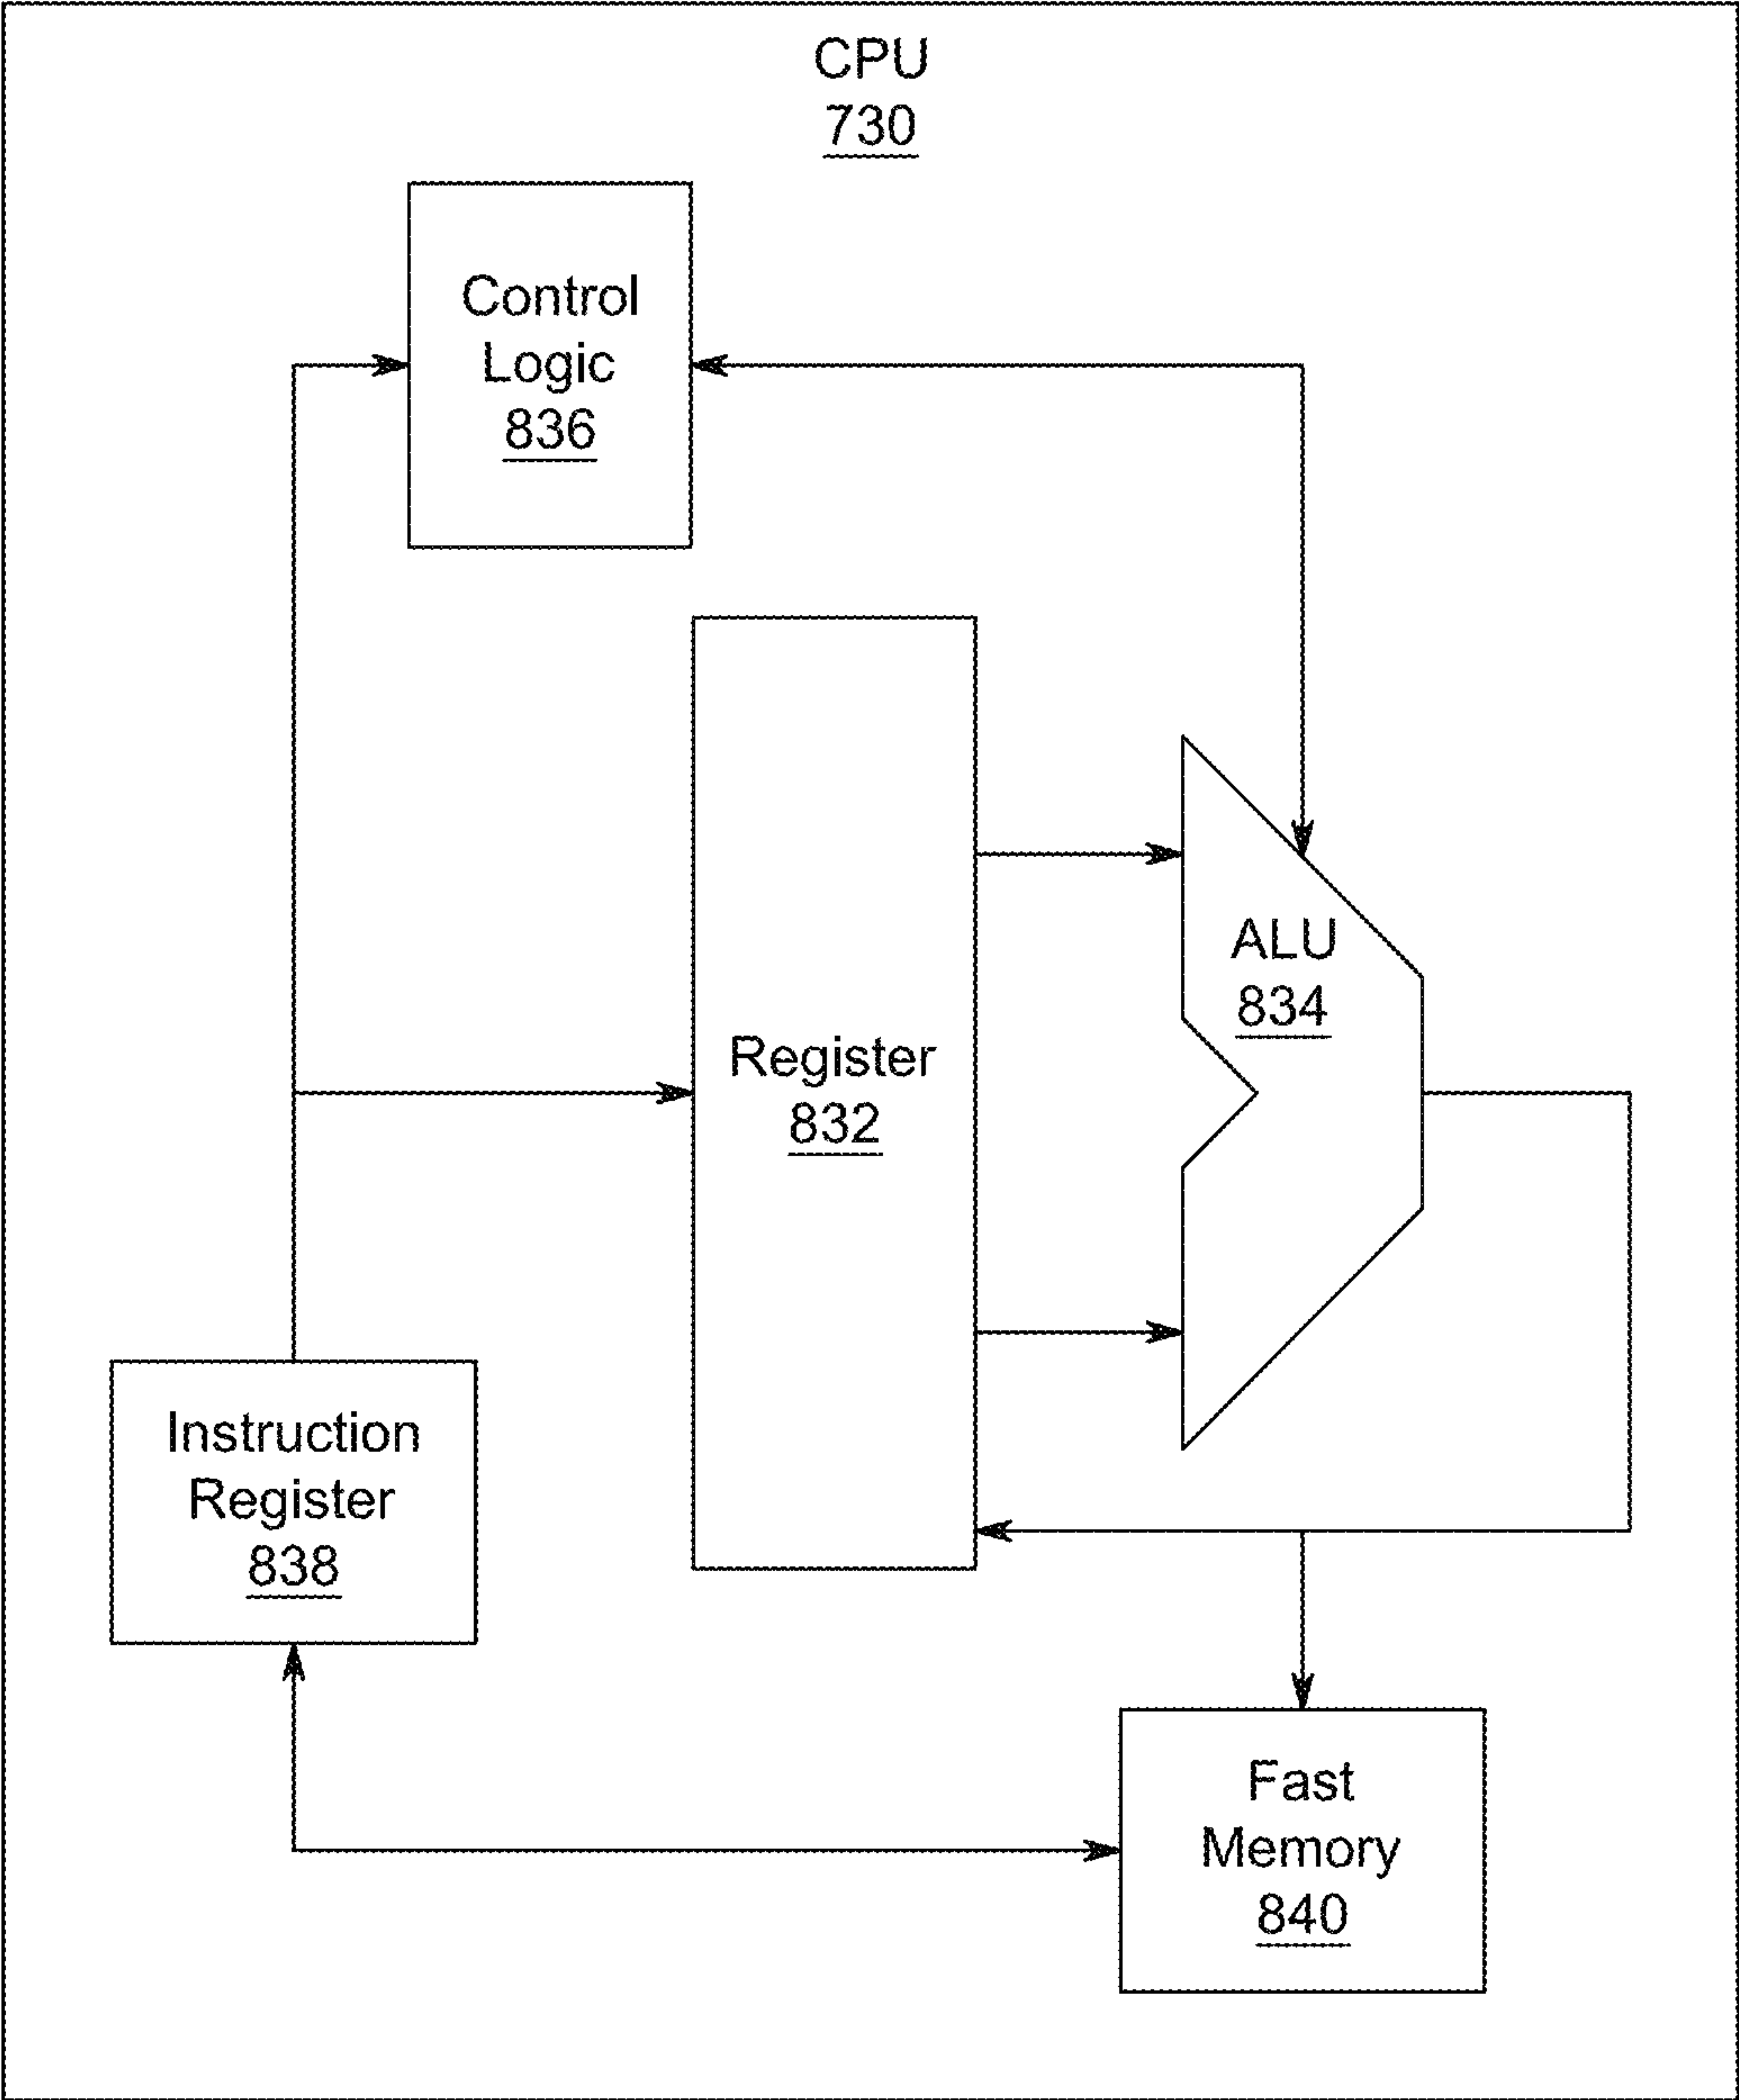 CPU
730
Control
Logic
836
ALU
834
Register
832
Instruction
Register
838
Fast
Memory
840